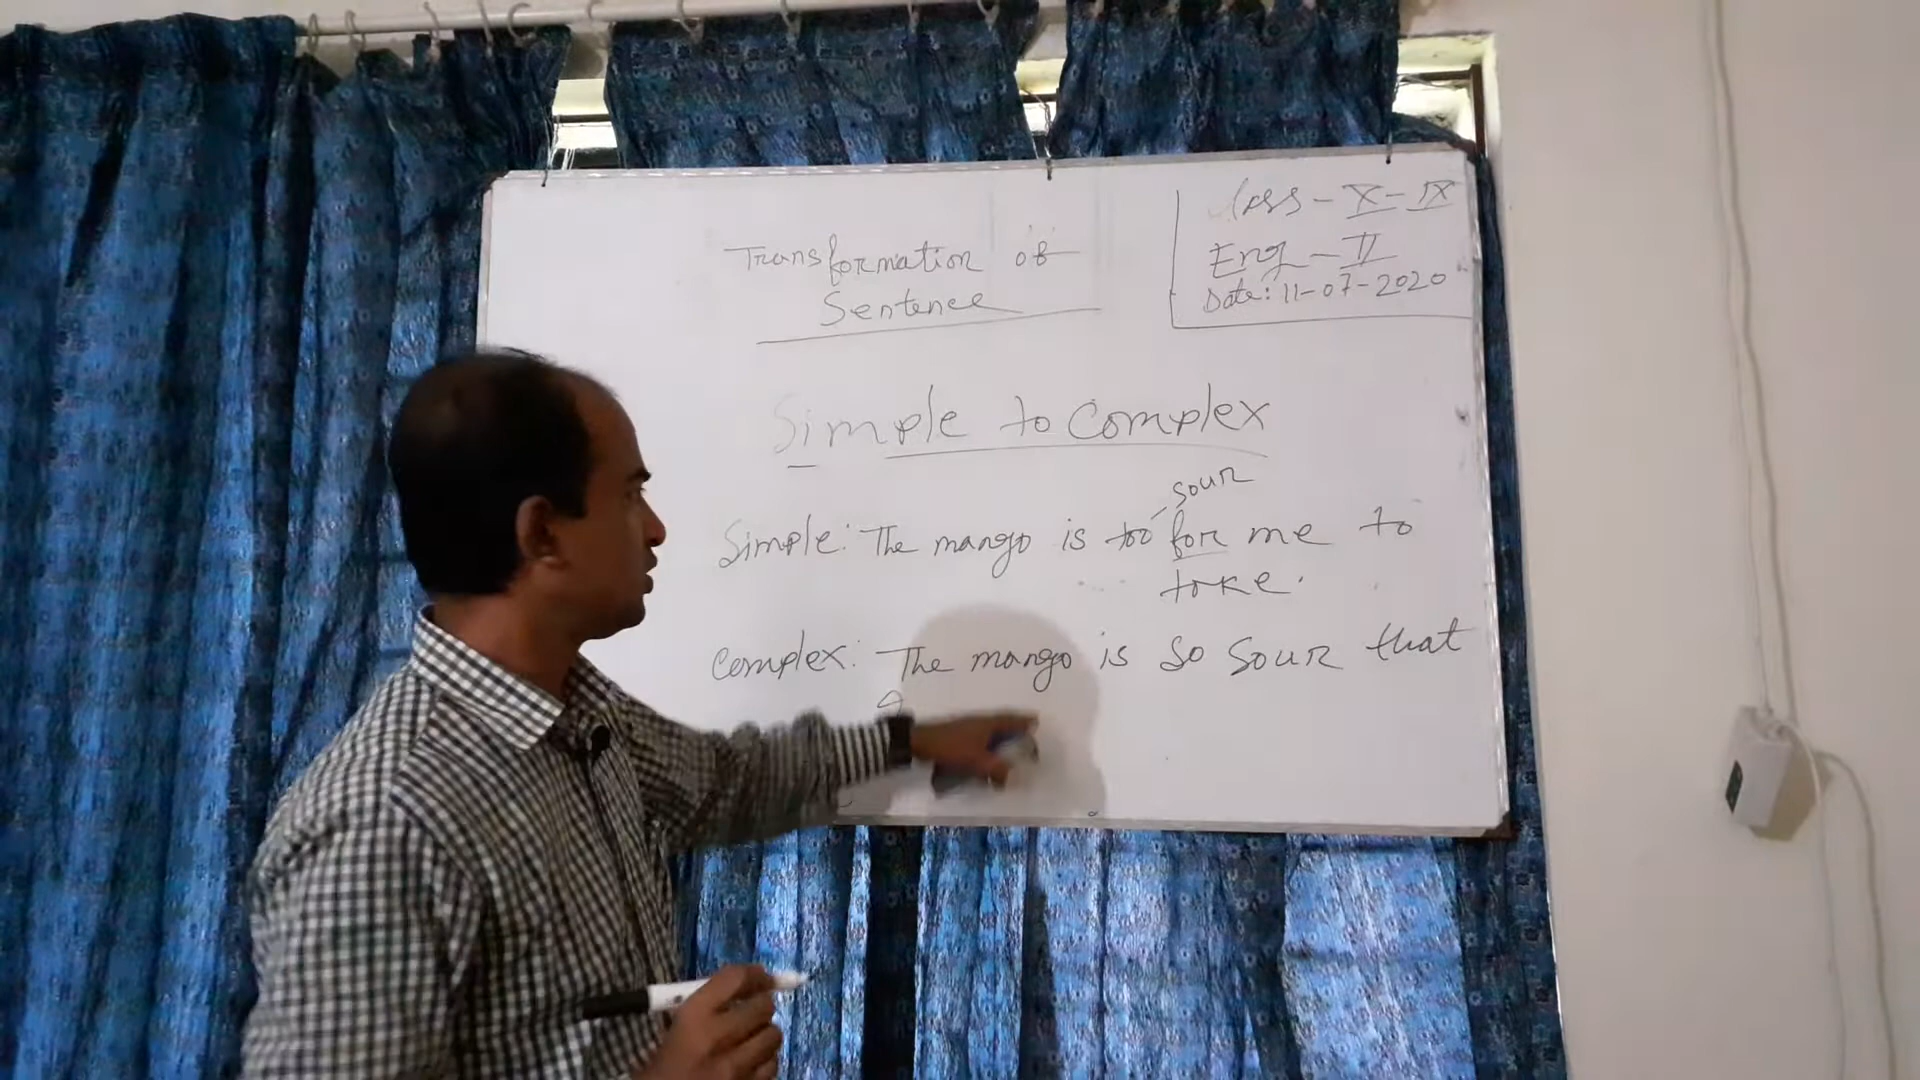 Transformation of
Sentence
Class - X - IX
Eng - II
Date: 11-07-2020
Simple to Complex
sour
Simple: The mango is too for me to
take.
Complex: The mango is so sour that